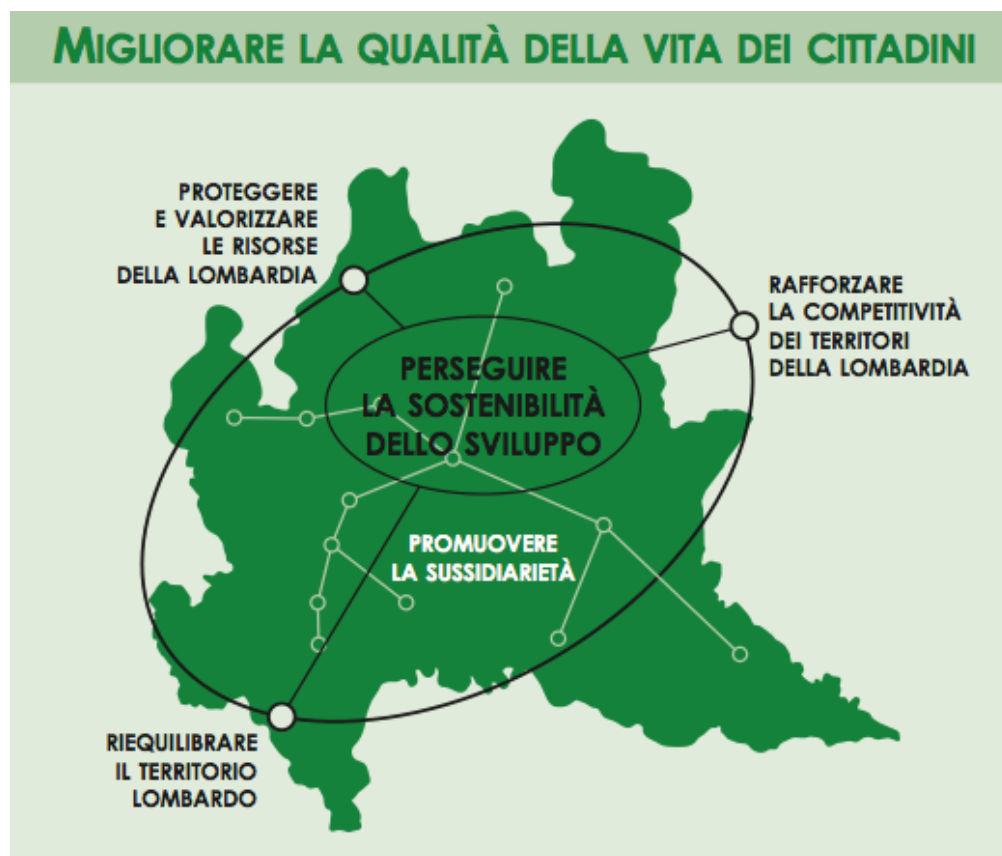 MIGLIORARE LA QUALITÀ DELLA VITA DEI CITTADINI
PROTEGGERE
E VALORIZZARE
LE RISORSE
DELLA LOMBARDIA
RAFFORZARE
LA COMPETITIVITÀ
DEI TERRITORI
DELLA LOMBARDIA
PERSEGUIRE
LA SOSTENIBILITÀ
DELLO SVILUPPO
PROMUOVERE
LA SUSSIDIARIETÀ
RIEQUILIBRARE
IL TERRITORIO
LOMBARDO